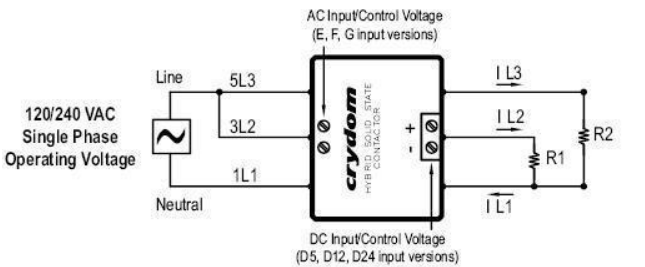 AC Input/Control Voltage
(E, F, G input versions)
Line
5L3
I L3
120/240 VAC
Single Phase
Operating Voltage
3L2
crydom
HYBRID SOLID STATE
CONTACTOR
+
-
I L2
R1
R2
1L1
Neutral
I L1
DC Input/Control Voltage
(D5, D12, D24 input versions)